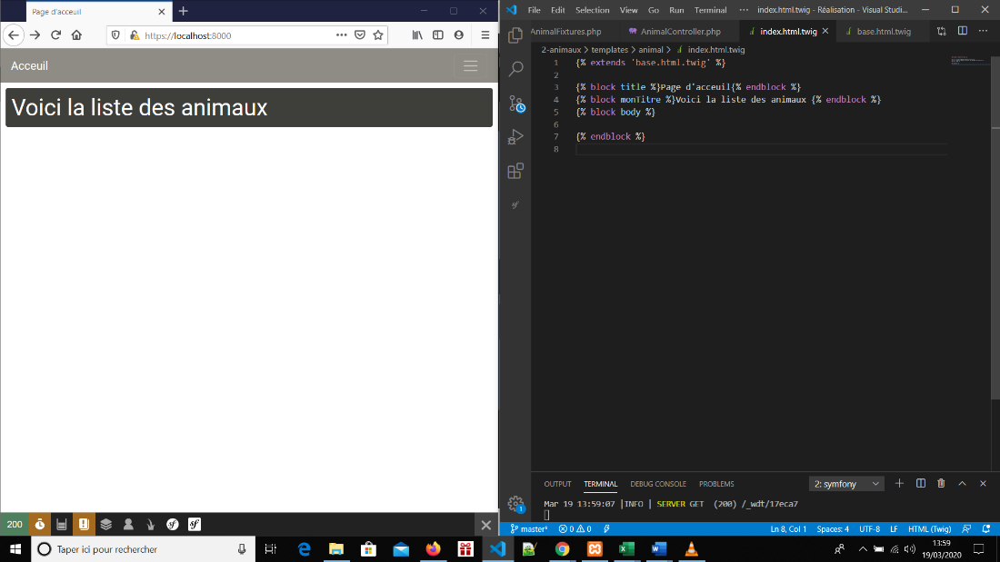 Page d'acceuil
https://localhost:8000
Acceuil
Voici la liste des animaux
200
File Edit Selection View Go Run Terminal ··· index.html.twig - Réalisation - Visual Studi...
AnimalFixtures.php AnimalController.php index.html.twig base.html.twig
2-animaux > templates > animal > index.html.twig
1 {% extends 'base.html.twig' %}
2
3 {% block title %}Page d'acceuil{% endblock %}
4 {% block monTitre %}Voici la liste des animaux {% endblock %}
5 {% block body %}
6
7 {% endblock %}
8
OUTPUT TERMINAL DEBUG CONSOLE PROBLEMS 2: symfony
Mar 19 13:59:07 |INFO | SERVER GET (200) /_wdt/17eca7
1
master* 0 0 Ln 8, Col 1 Spaces: 4 UTF-8 LF HTML (Twig)
Taper ici pour rechercher
13:59
19/03/2020